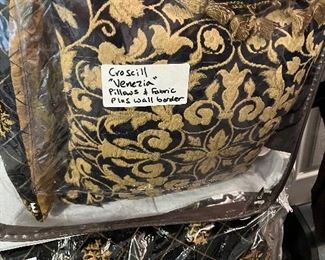 Croscill
"Venezia"
Pillows & Fabric
Plus wall border